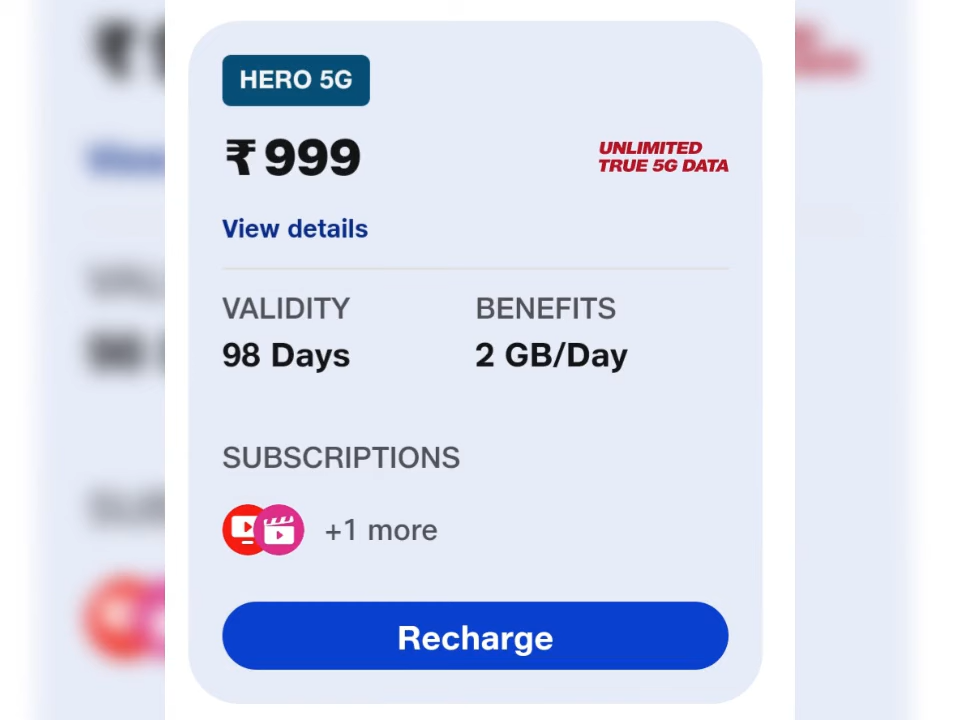 HERO 5G
₹999
UNLIMITED
TRUE 5G DATA
View details
VALIDITY
BENEFITS
98 Days
2 GB/Day
SUBSCRIPTIONS
+1 more
Recharge